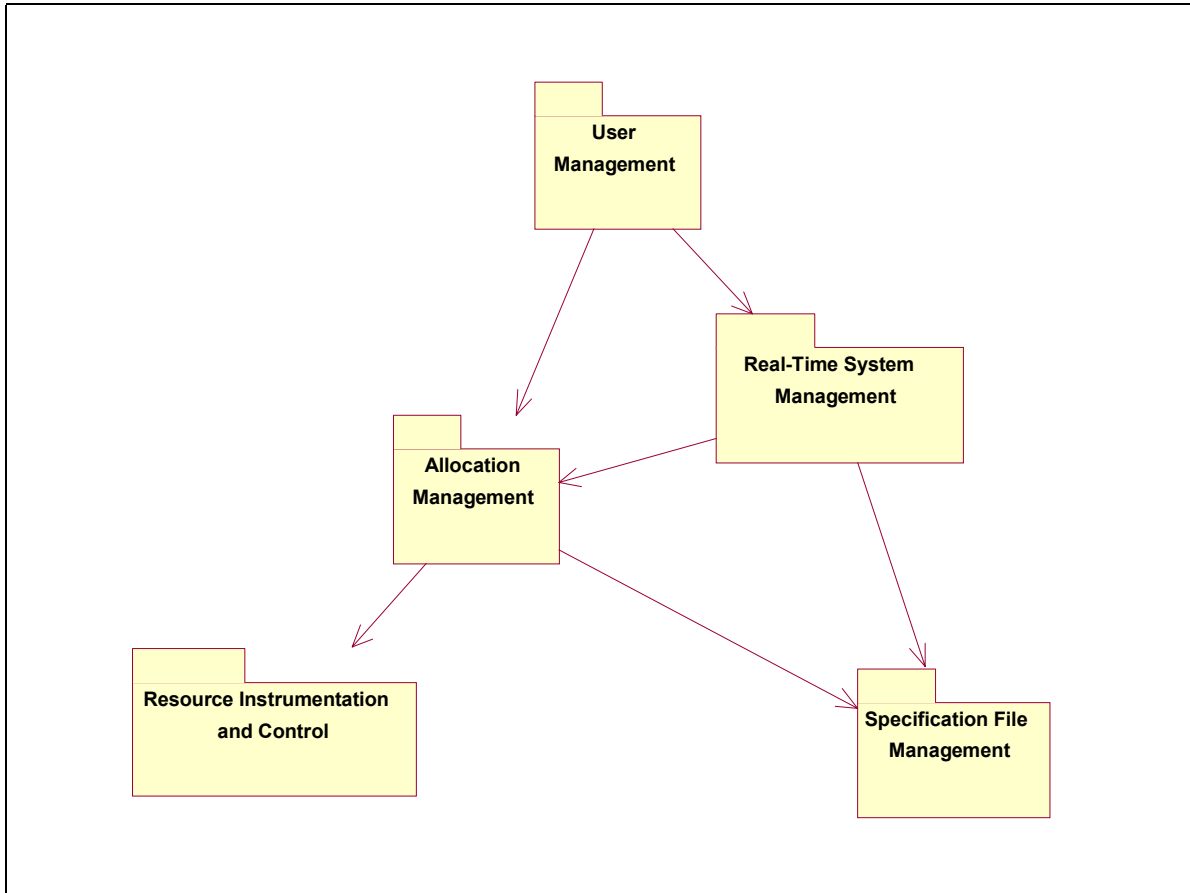 User
Management
Real-Time System
Management
Allocation
Management
Resource Instrumentation
and Control
Specification File
Management